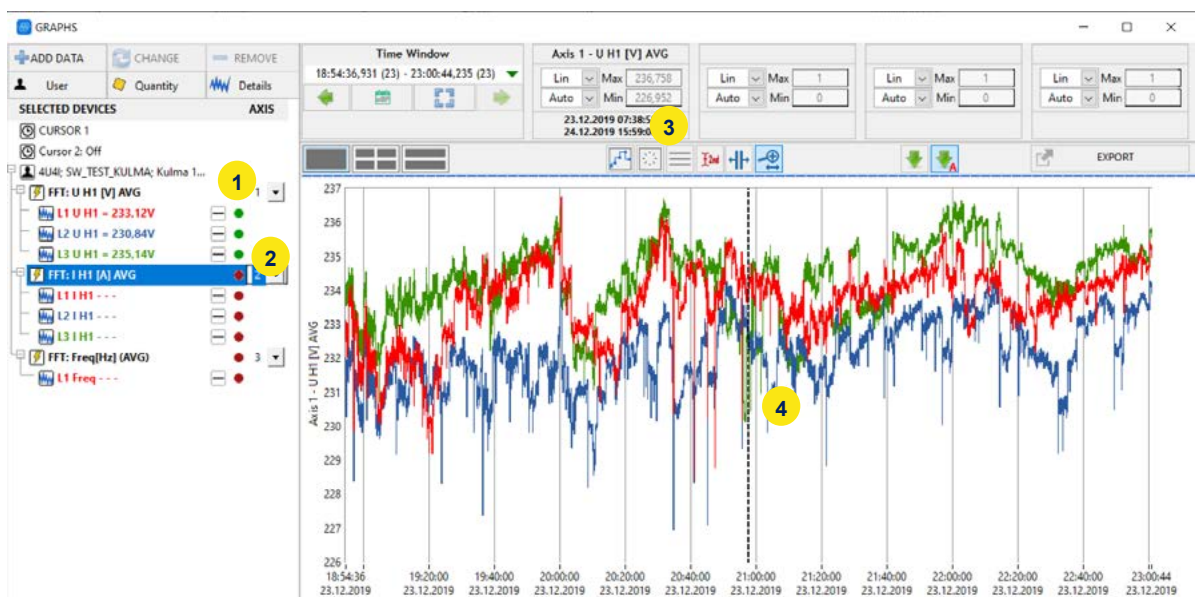 GRAPHS
ADD DATA CHANGE REMOVE
User Quantity Details
SELECTED DEVICES AXIS
CURSOR 1
Cursor 2: Off
4U4I; SW_TEST_KULMA; Kulma 1...
1
FFT: U H1 [V] AVG 1
L1 U H1 = 233,12V
L2 U H1 = 230,84V
L3 U H1 = 235,14V
2
FFT: I H1 [A] AVG 2
L1 I H1 - - -
L2 I H1 - - -
L3 I H1 - - -
FFT: Freq[Hz] (AVG) 3
L1 Freq - - -
Time Window
18:54:36,931 (23) - 23:00:44,235 (23)
Axis 1 - U H1 [V] AVG
Lin Max 236,758
Auto Min 226,952
23.12.2019 07:38:5
24.12.2019 15:59:0
3
Lin Max 1
Auto Min 0
Lin Max 1
Auto Min 0
Lin Max 1
Auto Min 0
2nd
A
EXPORT
Axis 1 - U H1 [V] AVG
237
236
235
234
233
232
231
230
229
228
227
226
4
18:54:36 19:20:00 19:40:00 20:00:00 20:20:00 20:40:00 21:00:00 21:20:00 21:40:00 22:00:00 22:20:00 22:40:00 23:00:44
23.12.2019 23.12.2019 23.12.2019 23.12.2019 23.12.2019 23.12.2019 23.12.2019 23.12.2019 23.12.2019 23.12.2019 23.12.2019 23.12.2019 23.12.2019